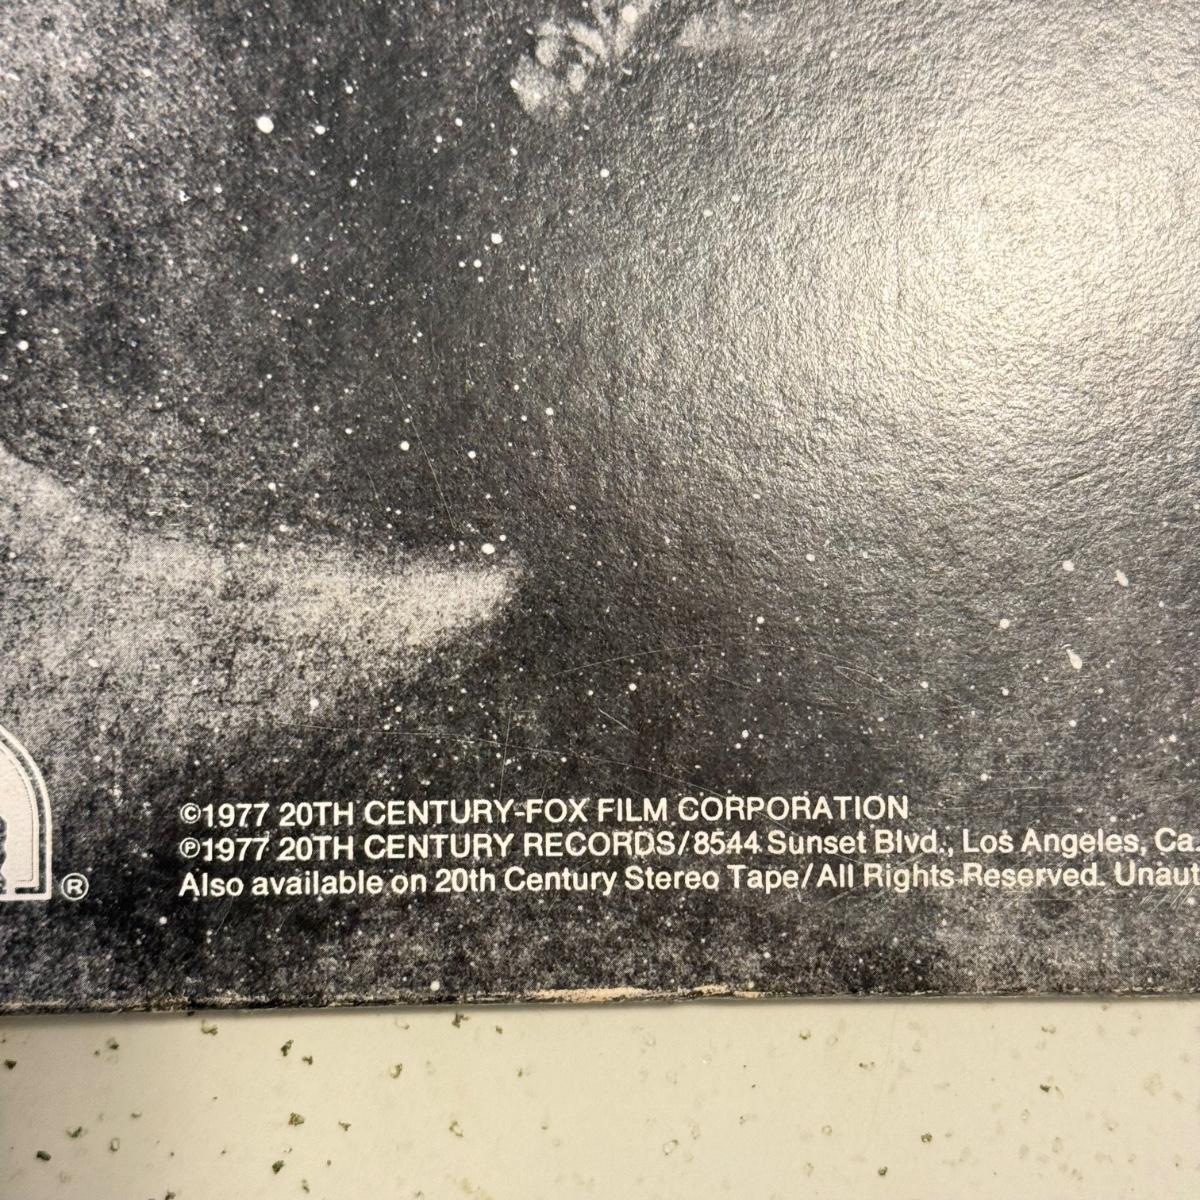 ©1977 20TH CENTURY-FOX FILM CORPORATION
℗1977 20TH CENTURY RECORDS/8544 Sunset Blvd., Los Angeles, Ca.
Also available on 20th Century Stereo Tape/All Rights Reserved. Unaut
®